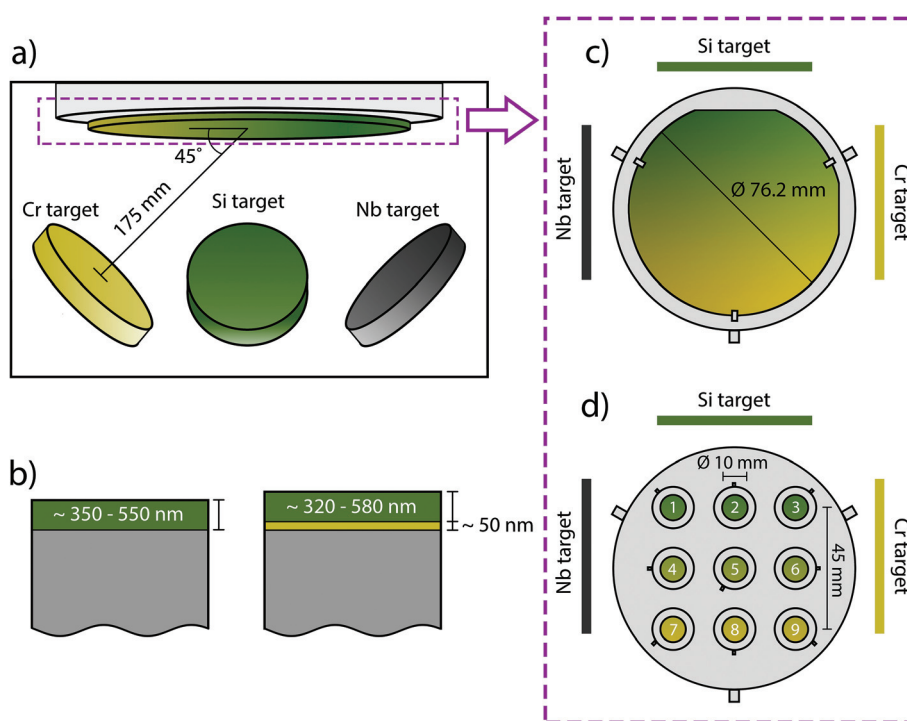 a)
45°
175 mm
Cr target
Si target
Nb target
b)
~ 350 - 550 nm
~ 320 - 580 nm
~ 50 nm
c)
Si target
Nb target
Ø 76.2 mm
Cr target
d)
Si target
Ø 10 mm
Nb target
1 2 3
4 5 6
7 8 9
45 mm
Cr target